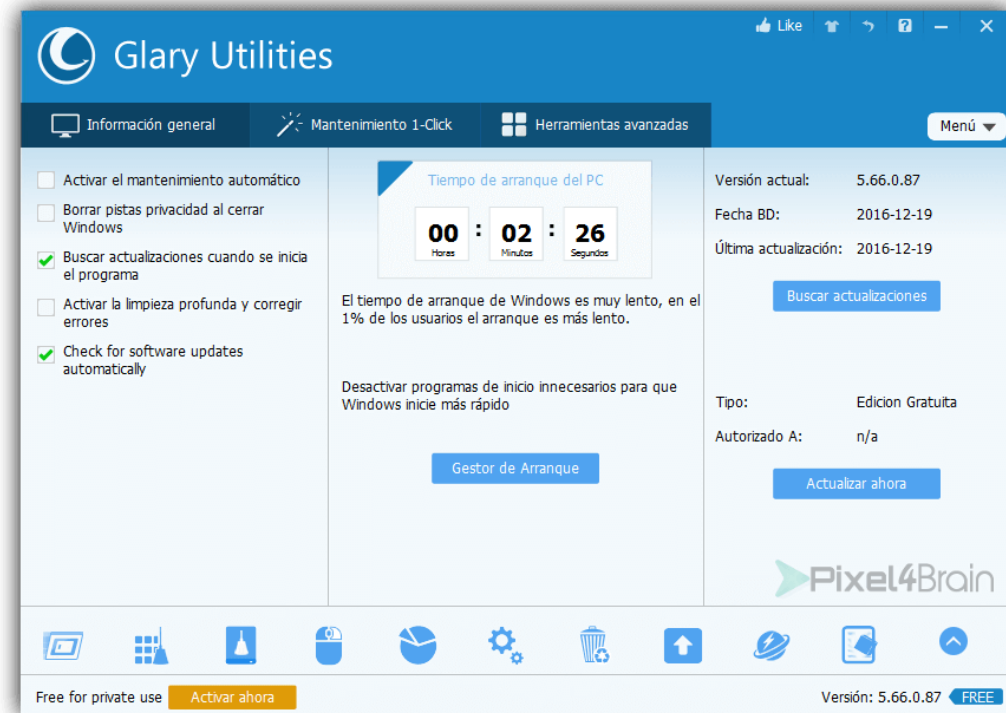 Like
Glary Utilities
Información general
Mantenimiento 1-Click
Herramientas avanzadas
Menú
Activar el mantenimiento automático
Borrar pistas privacidad al cerrar
Windows
Buscar actualizaciones cuando se inicia
el programa
Activar la limpieza profunda y corregir
errores
Check for software updates
automatically
Tiempo de arranque del PC
00 : 02 : 26
Horas Minutos Segundos
El tiempo de arranque de Windows es muy lento, en el
1% de los usuarios el arranque es más lento.
Desactivar programas de inicio innecesarios para que
Windows inicie más rápido
Gestor de Arranque
Versión actual: 5.66.0.87
Fecha BD: 2016-12-19
Última actualización: 2016-12-19
Buscar actualizaciones
Tipo: Edicion Gratuita
Autorizado A: n/a
Actualizar ahora
Pixel4Brain
Free for private use
Activar ahora
Versión: 5.66.0.87
FREE